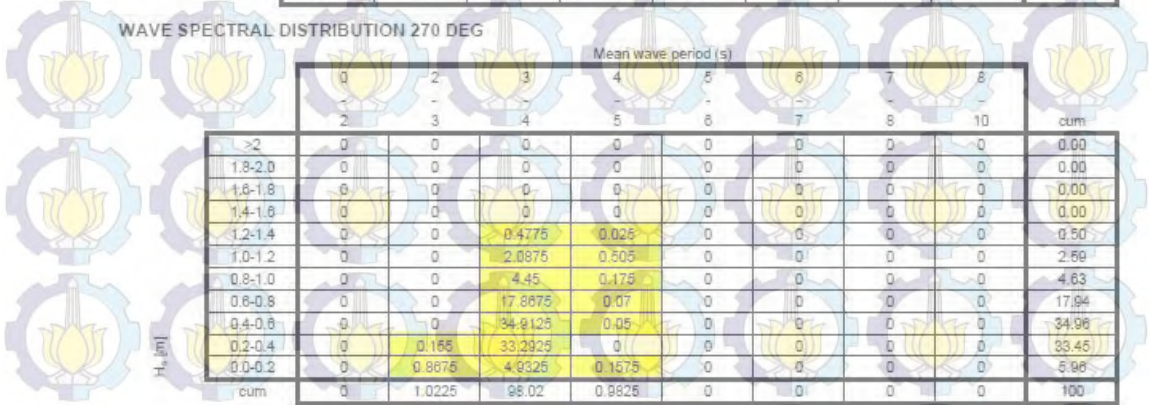 WAVE SPECTRAL DISTRIBUTION 270 DEG
Mean wave period (s)
0 2 3 4 5 6 7 8
- - - - - - - -
2 3 4 5 6 7 8 10 cum
>2 0 0 0 0 0 0 0 0 0.00
1.8-2.0 0 0 0 0 0 0 0 0 0.00
1.6-1.8 0 0 0 0 0 0 0 0 0.00
1.4-1.6 0 0 0 0 0 0 0 0 0.00
1.2-1.4 0 0 0.4775 0.025 0 0 0 0 0.50
1.0-1.2 0 0 2.0875 0.505 0 0 0 0 2.59
0.8-1.0 0 0 4.45 0.175 0 0 0 0 4.63
0.6-0.8 0 0 17.8675 0.07 0 0 0 0 17.94
0.4-0.6 0 0 34.9125 0.05 0 0 0 0 34.96
0.2-0.4 0 0.155 33.2925 0 0 0 0 0 33.45
0.0-0.2 0 0.8675 4.9325 0.1575 0 0 0 0 5.96
Hs [m]
cum 0 1.0225 98.02 0.9825 0 0 0 0 100